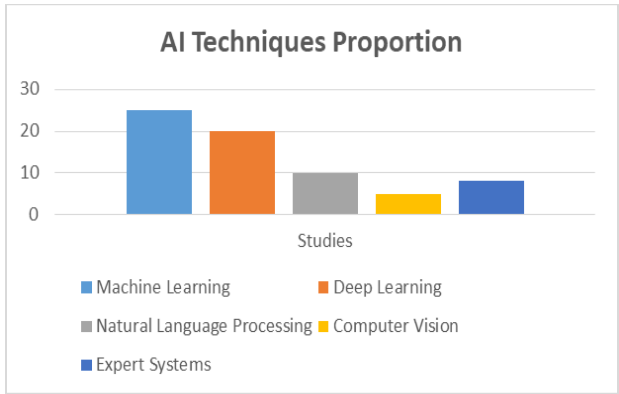 AI Techniques Proportion
30
20
10
0
Studies
Machine Learning
Deep Learning
Natural Language Processing
Computer Vision
Expert Systems